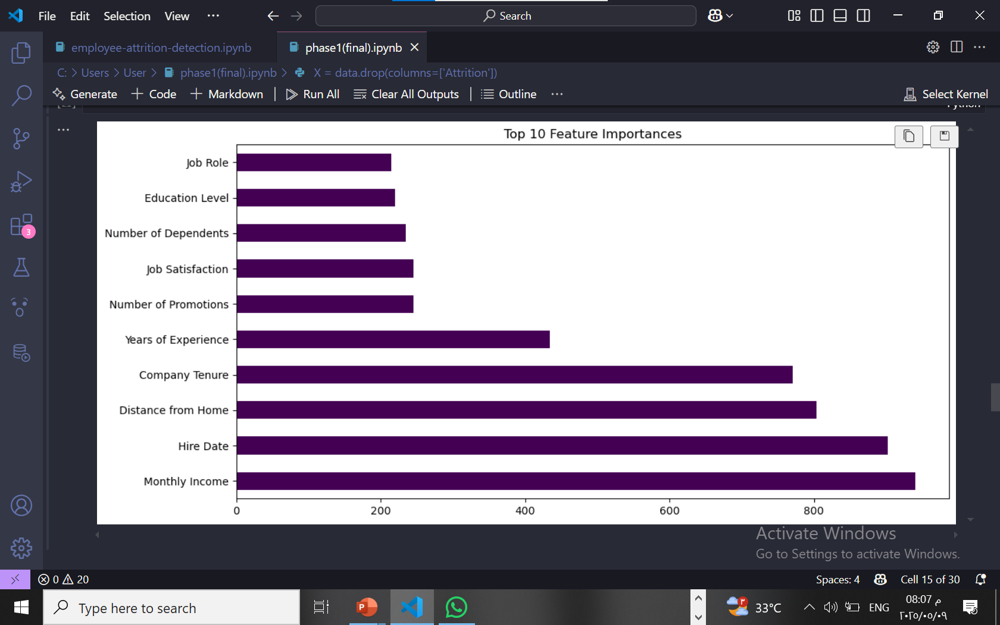 File Edit Selection View ···
Search
employee-attrition-detection.ipynb phase1(final).ipynb
C: > Users > User > phase1(final).ipynb > X = data.drop(columns=['Attrition'])
Generate + Code + Markdown Run All Clear All Outputs Outline ··· Select Kernel
Python
Top 10 Feature Importances
Job Role
Education Level
Number of Dependents
Job Satisfaction
Number of Promotions
Years of Experience
Company Tenure
Distance from Home
Hire Date
Monthly Income
0 200 400 600 800
3
Activate Windows
Go to Settings to activate Windows.
0 20 Spaces: 4 Cell 15 of 30
Type here to search
P
٣
33°C ENG
08:07 م
٢٠٢٥/٠٥/٠٩